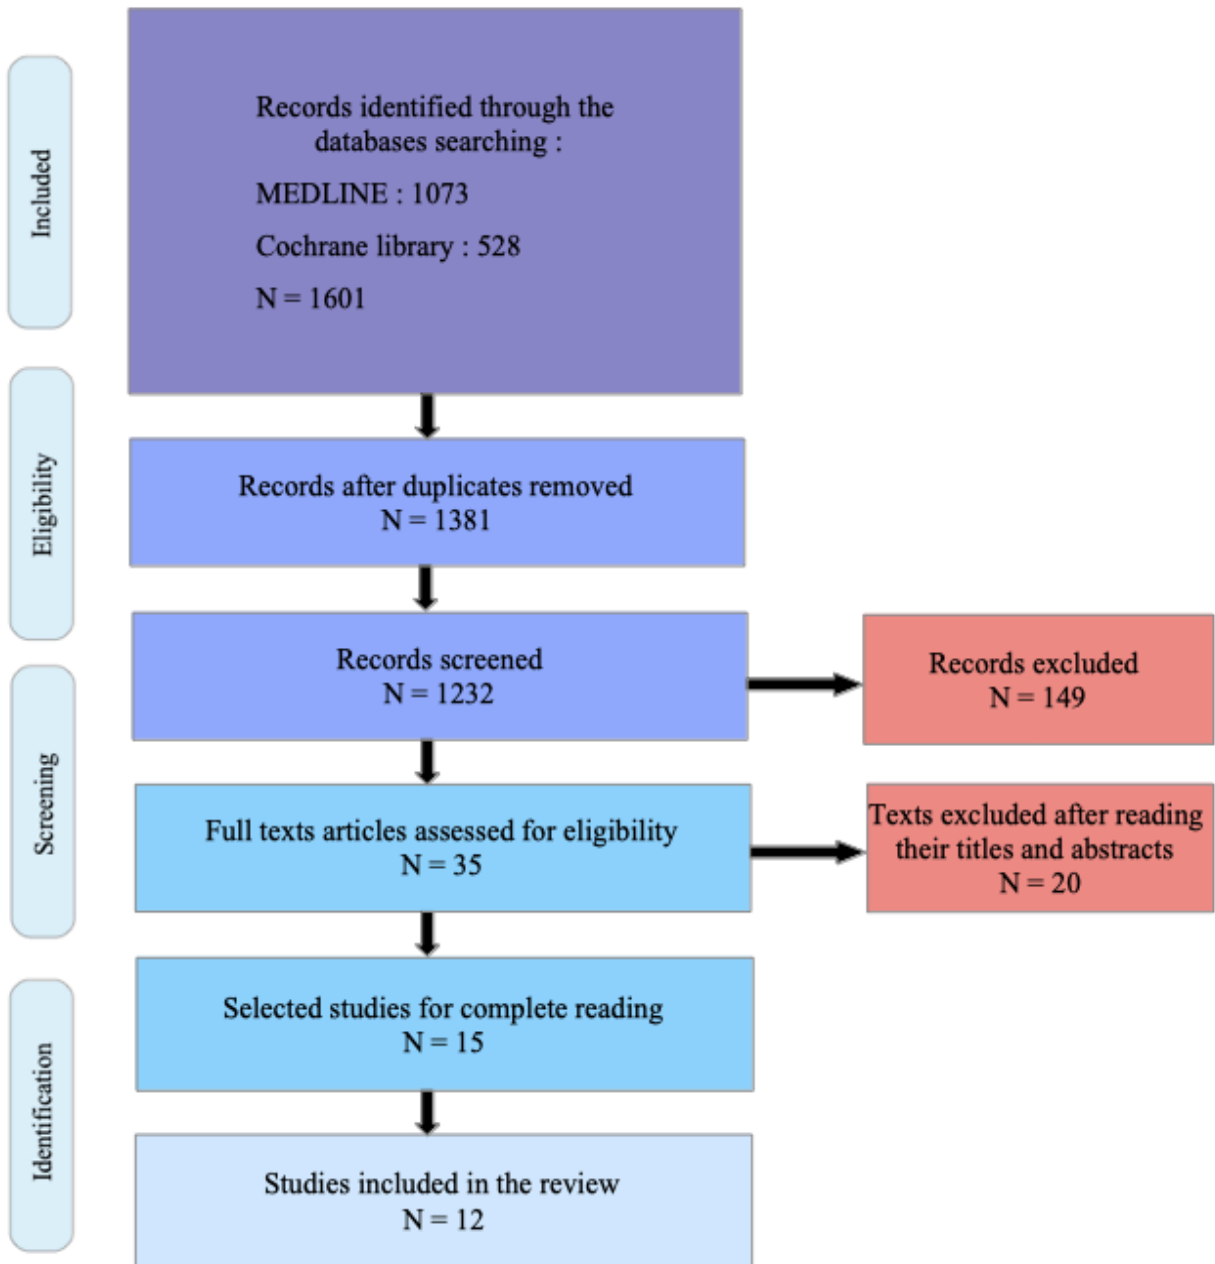 Included
Records identified through the
databases searching :
MEDLINE : 1073
Cochrane library : 528
N = 1601
Eligibility
Records after duplicates removed
N = 1381
Records screened
N = 1232
Records excluded
N = 149
Screening
Full texts articles assessed for eligibility
N = 35
Texts excluded after reading
their titles and abstracts
N = 20
Selected studies for complete reading
N = 15
Identification
Studies included in the review
N = 12